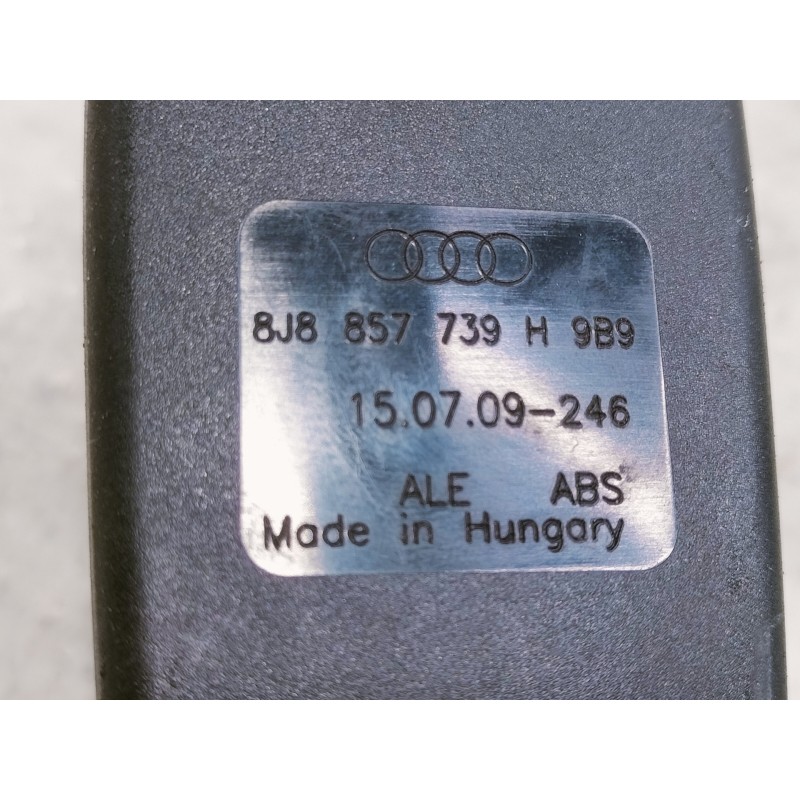 8J8 857 739 H 9B9
15.07.09-246
ALE ABS
Made in Hungary